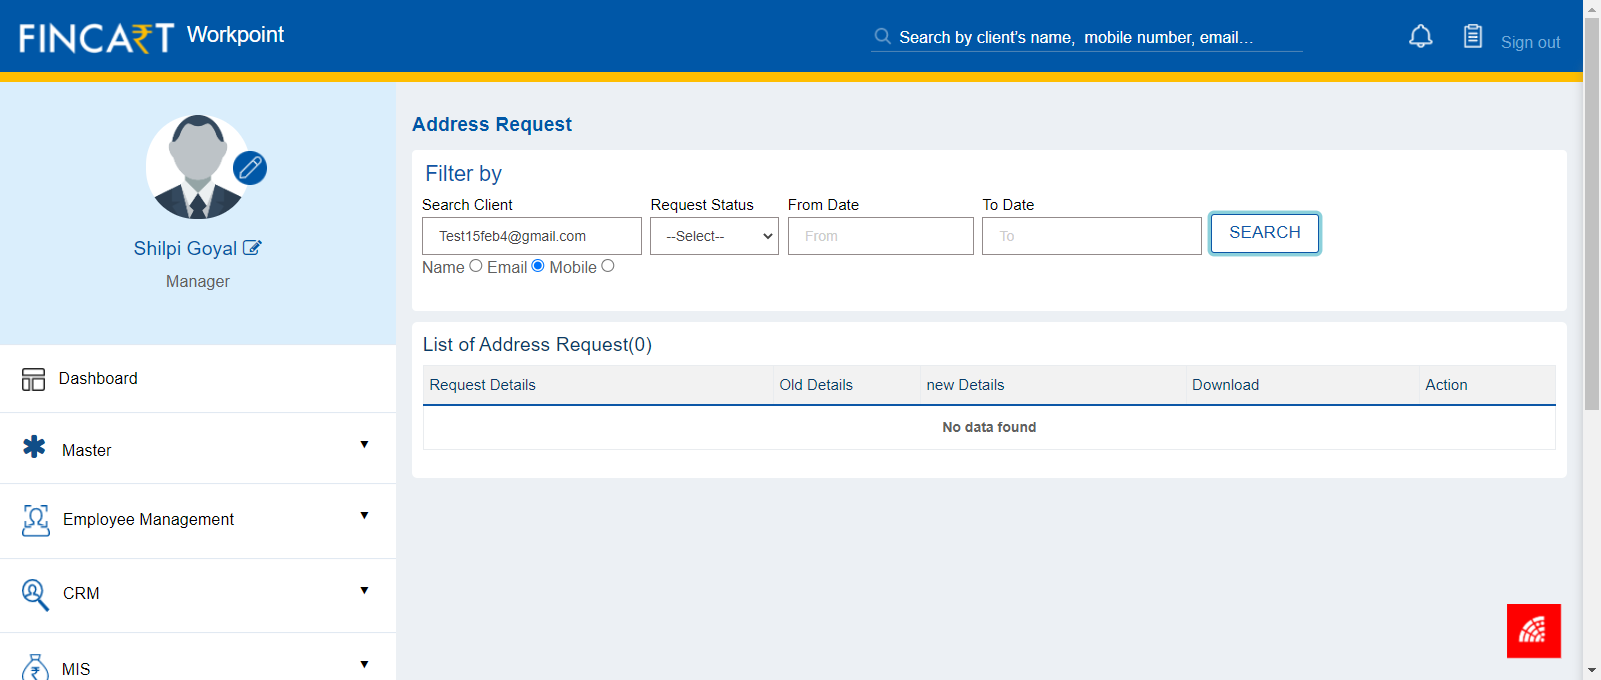 FINCART Workpoint
Search by client's name, mobile number, email...
Sign out
Shilpi Goyal
Manager
Dashboard
Master
Employee Management
CRM
MIS
Address Request
Filter by
Search Client Request Status From Date To Date
Test15feb4@gmail.com --Select-- From To SEARCH
Name Email Mobile
List of Address Request(0)
Request Details Old Details new Details Download Action
No data found